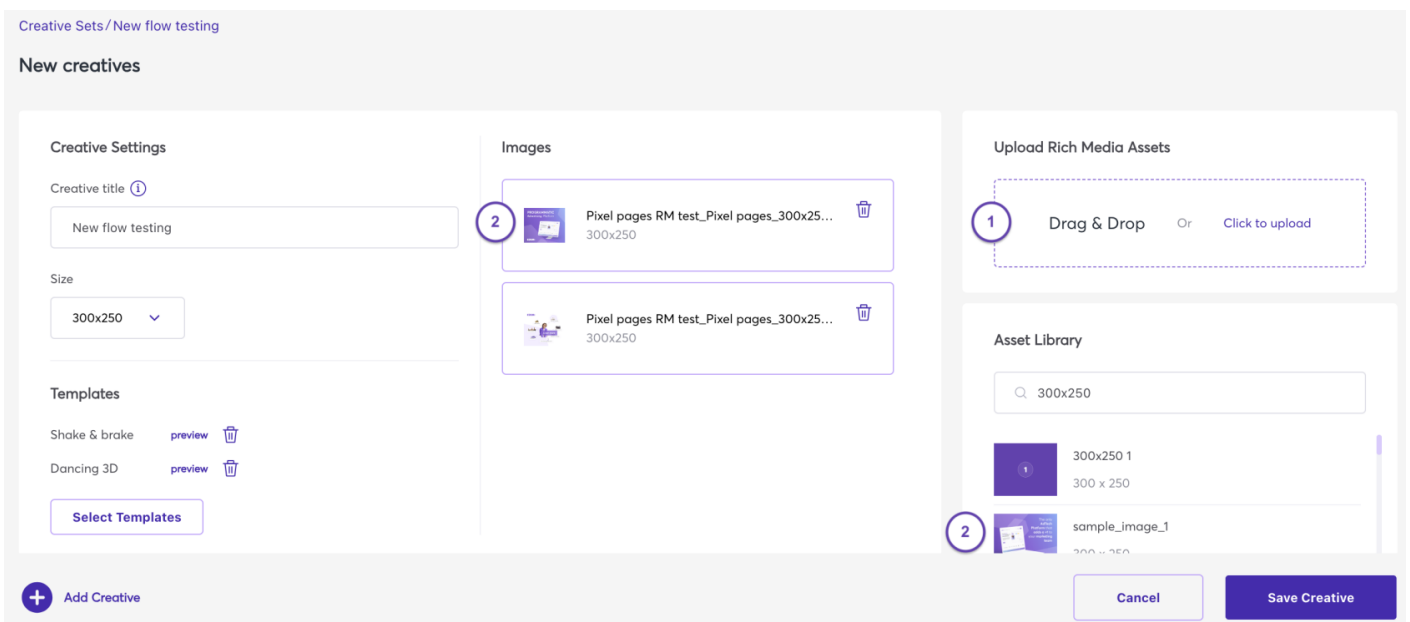 Creative Sets/New flow testing
New creatives
Creative Settings
Creative title
New flow testing
Size
300x250
Templates
Shake & brake preview
Dancing 3D preview
Select Templates
Images
2
Pixel pages RM test_Pixel pages_300x25...
300x250
Pixel pages RM test_Pixel pages_300x25...
300x250
Upload Rich Media Assets
1
Drag & Drop Or Click to upload
Asset Library
300x250
1
300x250 1
300 x 250
2
sample_image_1
300 x 250
Add Creative
Cancel
Save Creative